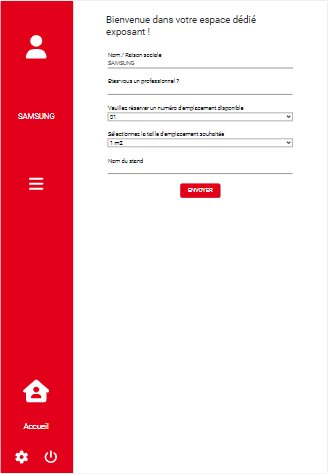 Bienvenue dans votre espace dédié
exposant !
Nom / Raison sociale
SAMSUNG
Etes-vous un professionnel ?
SAMSUNG
Veuillez réserver un numéro d'emplacement disponible
01
Sélectionnez la taille d'emplacement souhaitée
1 m2
Nom du stand
ENVOYER
Accueil